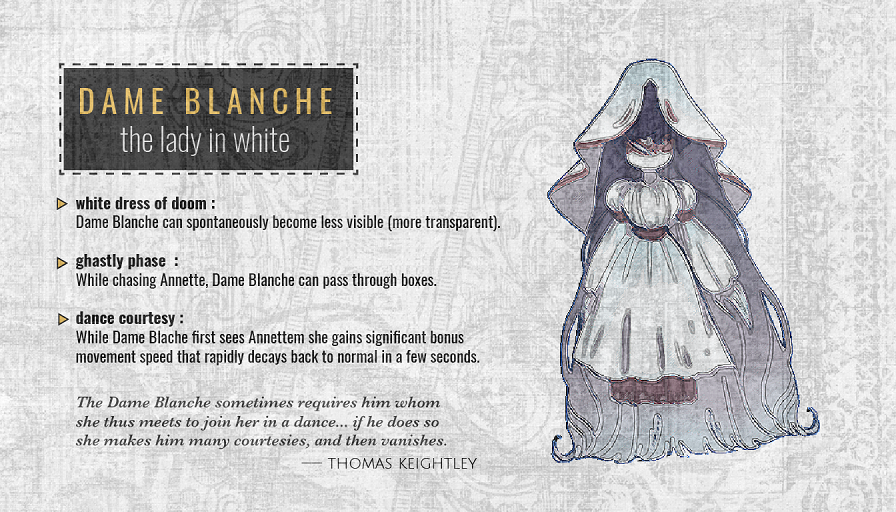 DAME BLANCHE
the lady in white
white dress of doom :
Dame Blanche can spontaneously become less visible (more transparent).
ghastly phase :
While chasing Annette, Dame Blanche can pass through boxes.
dance courtesy :
While Dame Blache first sees Annettem she gains significant bonus
movement speed that rapidly decays back to normal in a few seconds.
The Dame Blanche sometimes requires him whom
she thus meets to join her in a dance... if he does so
she makes him many courtesies, and then vanishes.
— THOMAS KEIGHTLEY